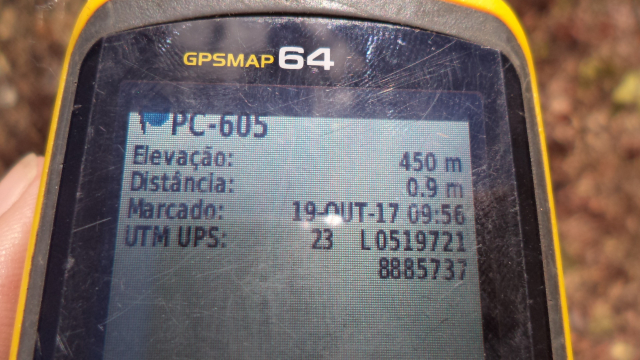 GPSMAP 64
PC-605
Elevação: 450 m
Distância: 0.9 m
Marcado: 19-OUT-17 09:56
UTM UPS: 23 L0519721
8885737